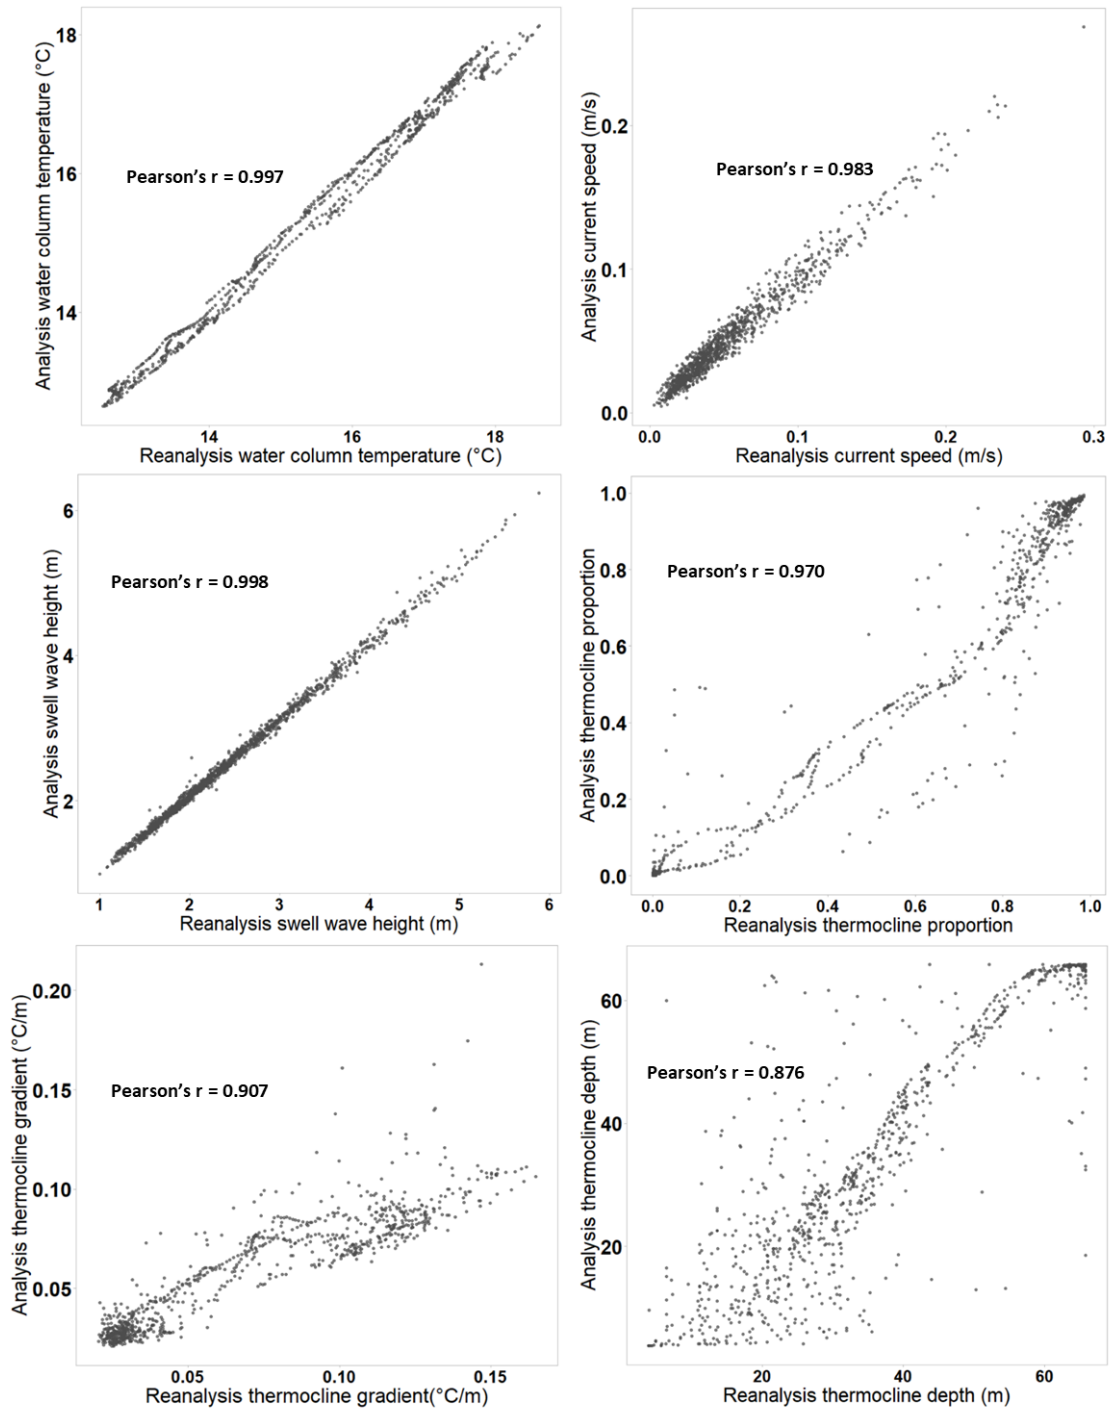 18
16
14
Analysis water column temperature (°C)
Pearson's r = 0.997
14 16 18
Reanalysis water column temperature (°C)
0.2
0.1
0.0
Analysis current speed (m/s)
Pearson's r = 0.983
0.0 0.1 0.2 0.3
Reanalysis current speed (m/s)
6
4
2
Analysis swell wave height (m)
Pearson's r = 0.998
1 2 3 4 5 6
Reanalysis swell wave height (m)
1.0
0.8
0.6
0.4
0.2
0.0
Analysis thermocline proportion
Pearson's r = 0.970
0.0 0.2 0.4 0.6 0.8 1.0
Reanalysis thermocline proportion
0.20
0.15
0.10
0.05
Analysis thermocline gradient (°C/m)
Pearson's r = 0.907
0.05 0.10 0.15
Reanalysis thermocline gradient(°C/m)
60
40
20
Analysis thermocline depth (m)
Pearson's r = 0.876
20 40 60
Reanalysis thermocline depth (m)